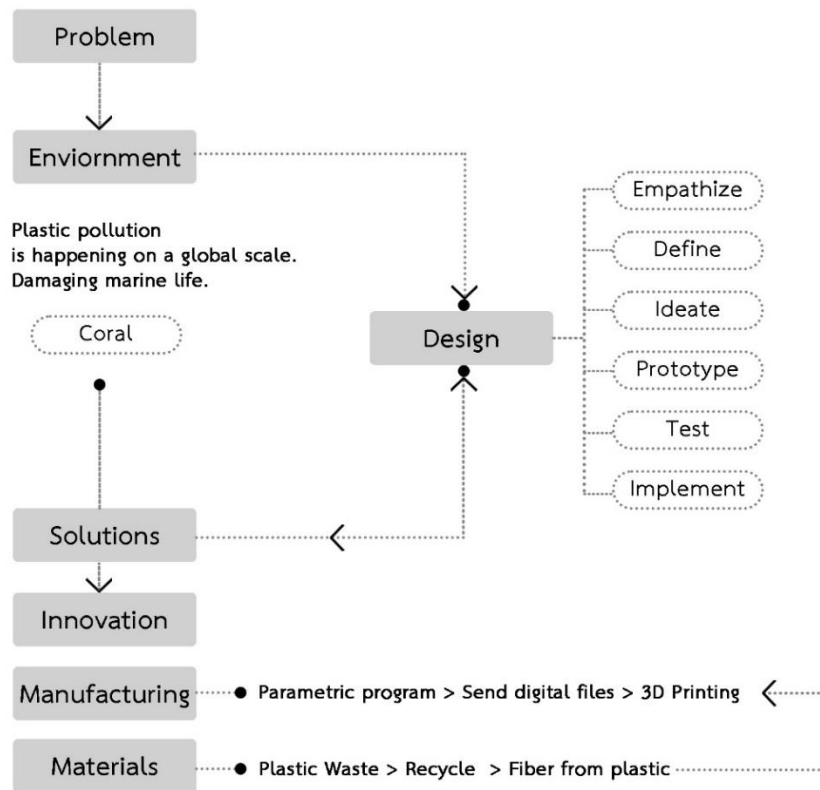 Problem
Enviornment
Plastic pollution
is happening on a global scale.
Damaging marine life.
Coral
Design
Empathize
Define
Ideate
Prototype
Test
Implement
Solutions
Innovation
Manufacturing
Parametric program > Send digital files > 3D Printing
Materials
Plastic Waste > Recycle > Fiber from plastic